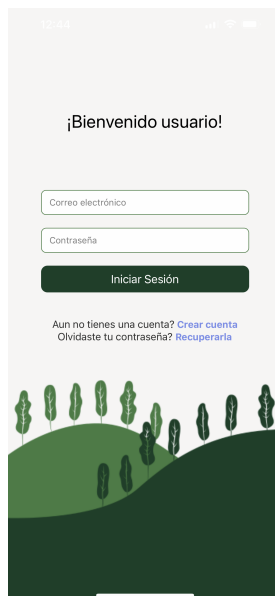 12:44
¡Bienvenido usuario!
Correo electrónico
Contraseña
Iniciar Sesión
Aun no tienes una cuenta? Crear cuenta
Olvidaste tu contraseña? Recuperarla